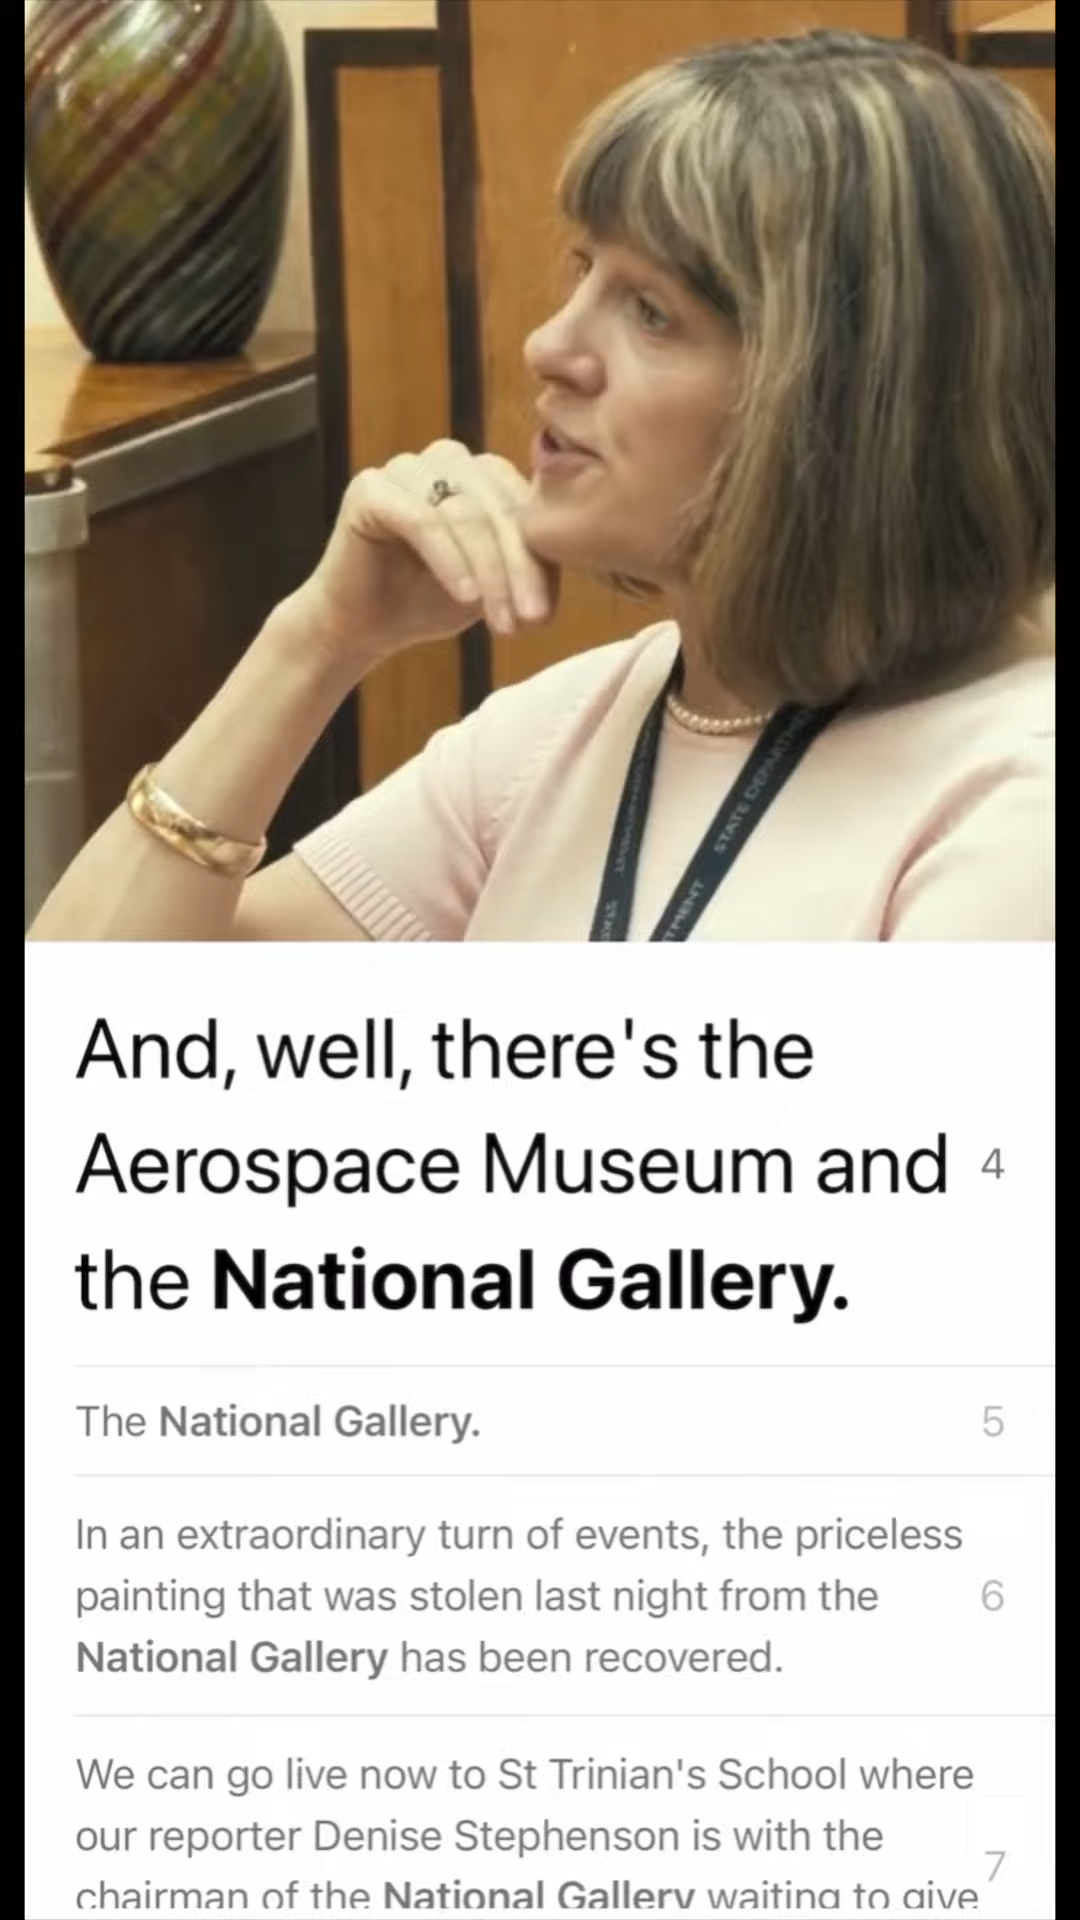 STATE DEPARTMENT
And, well, there's the
Aerospace Museum and
4
the National Gallery.
The National Gallery.
5
In an extraordinary turn of events, the priceless
painting that was stolen last night from the
6
National Gallery has been recovered.
We can go live now to St Trinian's School where
our reporter Denise Stephenson is with the
7
chairman of the National Gallery waiting to give